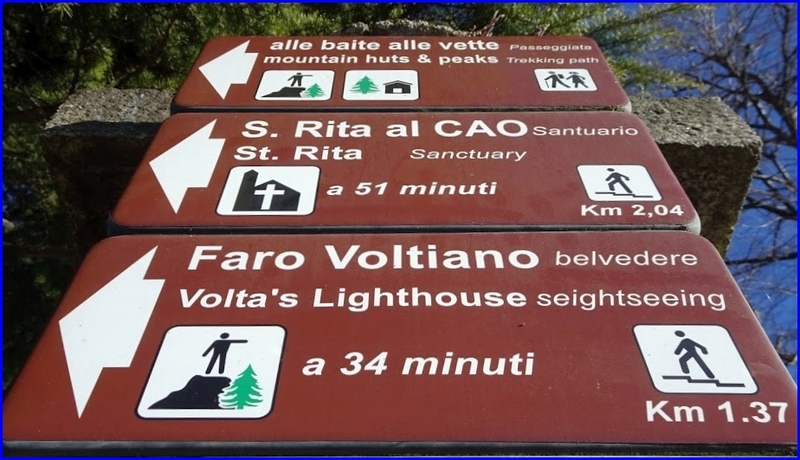 alle baite alle vette Passeggiata
mountain huts & peaks Trekking path
S. Rita al CAO Santuario
St. Rita Sanctuary
a 51 minuti
Km 2,04
Faro Voltiano belvedere
Volta's Lighthouse seightseeing
a 34 minuti
Km 1.37